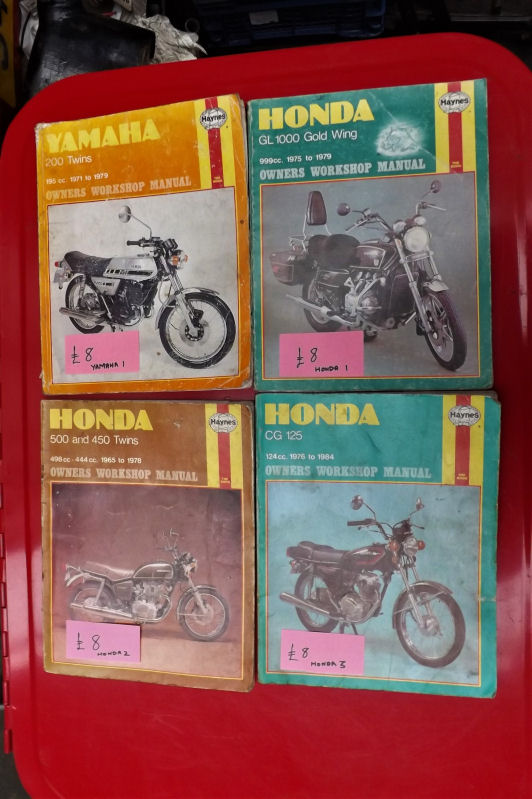 YAMAHA
200 Twins
195 cc. 1971 to 1979
OWNERS WORKSHOP MANUAL
Haynes
£8
YAMAHA 1
HONDA
GL1000 Gold Wing
999cc. 1975 to 1979
OWNERS WORKSHOP MANUAL
Haynes
£8
HONDA 1
HONDA
500 and 450 Twins
498cc - 444cc. 1965 to 1978
OWNERS WORKSHOP MANUAL
Haynes
£8
HONDA 2
HONDA
CG 125
124cc. 1976 to 1984
OWNERS WORKSHOP MANUAL
Haynes
£8
HONDA 3